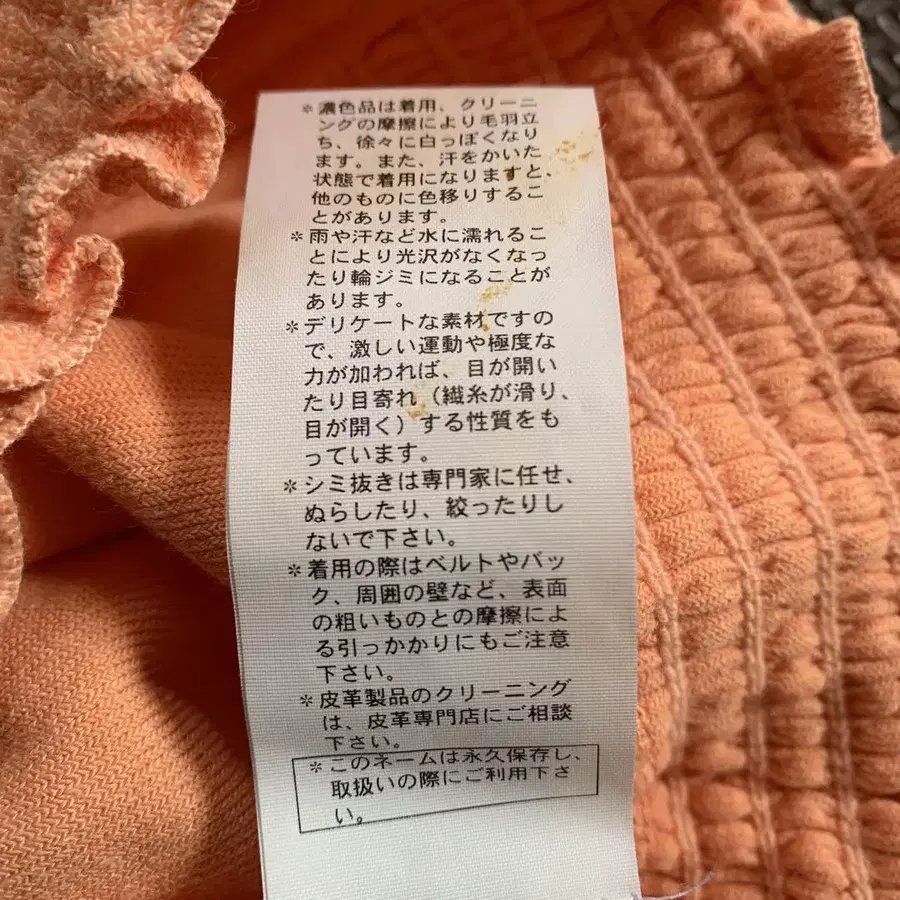 ＊濃色品は着用、クリーニ
ングの摩擦により毛羽立
ち、徐々に白っぽくなり
ます。また、汗をかいた
状態で着用になりますと、
他のものに色移りするこ
とがあります。
＊雨や汗など水に濡れるこ
とにより光沢がなくなっ
たり輪ジミになることが
あります。
＊デリケートな素材ですの
で、激しい運動や極度な
力が加われば、目が開い
たり目寄れ（繊糸が滑り、
目が開く）する性質をも
っています。
＊シミ抜きは専門家に任せ、
ぬらしたり、絞ったりし
ないで下さい。
＊着用の際はベルトやバッ
ク、周囲の壁など、表面
の粗いものとの摩擦によ
る引っかかりにもご注意
下さい。
＊皮革製品のクリーニング
は、皮革専門店にご相談
下さい。
＊このネームは永久保存し、
取扱いの際にご利用下さ
い。